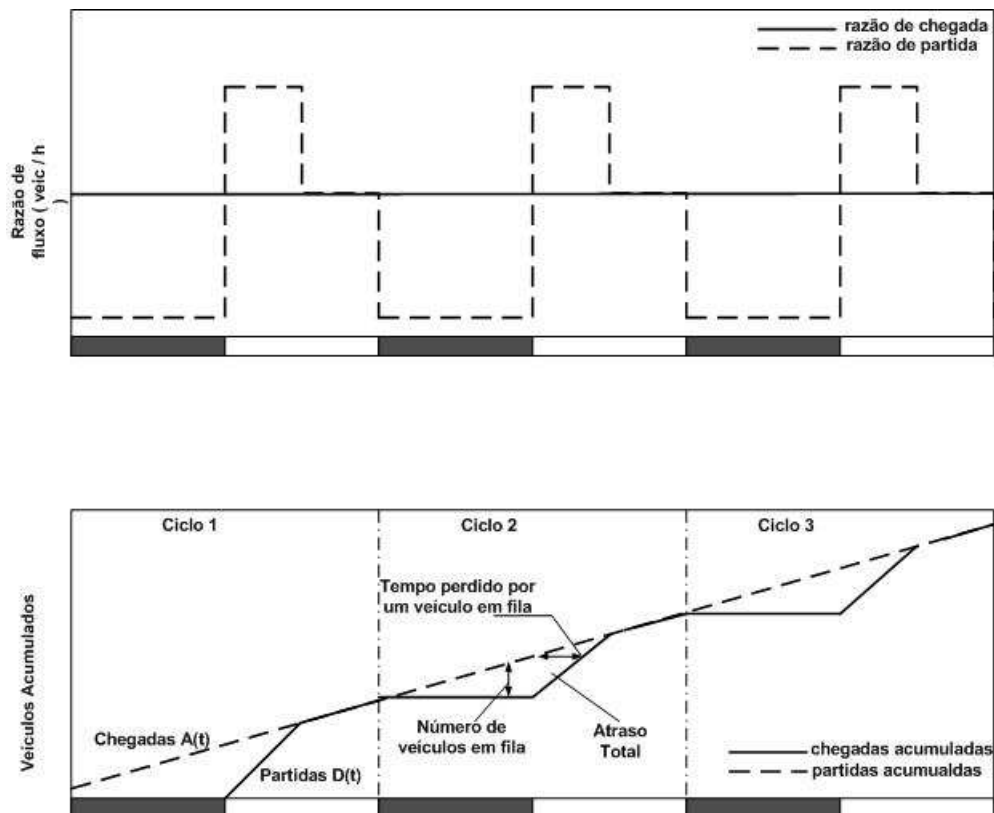 razão de chegada
razão de partida
Razão de
fluxo ( veic / h
)
Ciclo 1
Ciclo 2
Ciclo 3
Tempo perdido por
um veículo em fila
Veículos Acumulados
Chegadas A(t)
Número de
veículos em fila
Atraso
Total
Partidas D(t)
chegadas acumuladas
partidas acumualdas